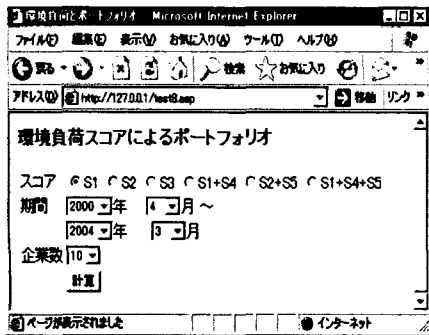 環境負荷とポートフォリオ - Microsoft Internet Explorer
ファイル(F) 編集(E) 表示(V) お気に入り(A) ツール(T) ヘルプ(H)
戻る 検索 お気に入り
アドレス(D) http://127.0.0.1/test8.asp 移動 リンク
環境負荷スコアによるポートフォリオ
スコア S1 S2 S3 S1+S4 S2+S5 S1+S4+S5
期間 2000 年 4 月 ～
2004 年 3 月
企業数 10
計算
ページが表示されました インターネット